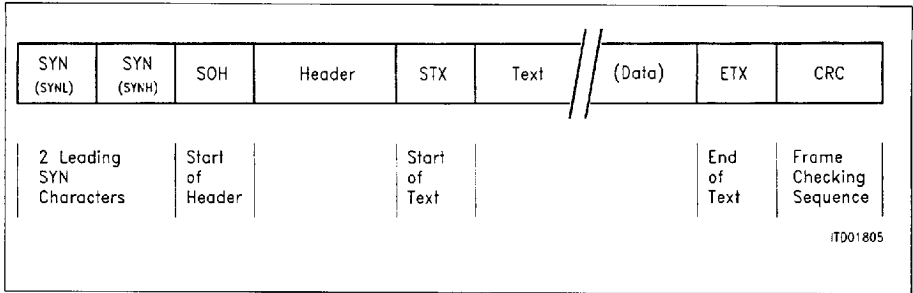 SYN SYN SOH Header STX Text (Data) ETX CRC
(SYNL) (SYNH)
2 Leading Start Start End Frame
SYN of of of Checking
Characters Header Text Text Sequence
ITD01805